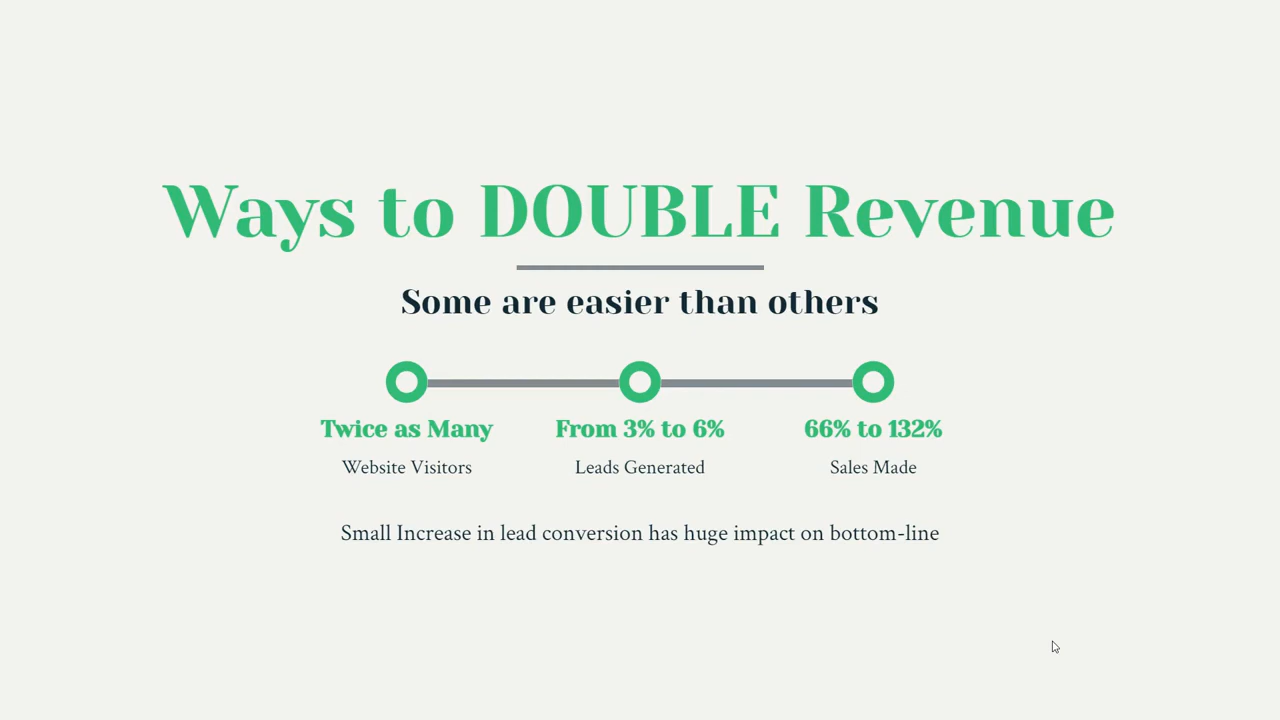 Ways to DOUBLE Revenue
Some are easier than others
Twice as Many
Website Visitors
From 3% to 6%
Leads Generated
66% to 132%
Sales Made
Small Increase in lead conversion has huge impact on bottom-line